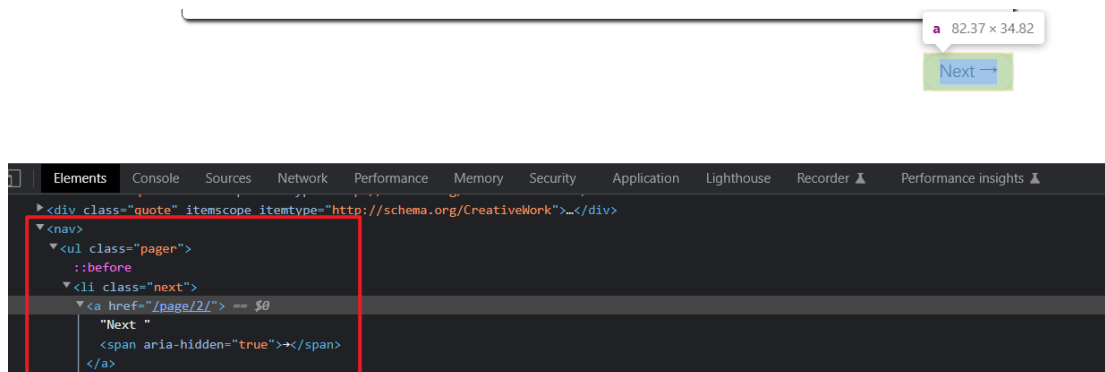 a 82.37 × 34.82
Next →
Elements Console Sources Network Performance Memory Security Application Lighthouse Recorder Performance insights
<div class="quote" itemscope itemtype="http://schema.org/CreativeWork">…</div>
<nav>
<ul class="pager">
::before
<li class="next">
<a href="/page/2/"> == $0
"Next "
<span aria-hidden="true">→</span>
</a>